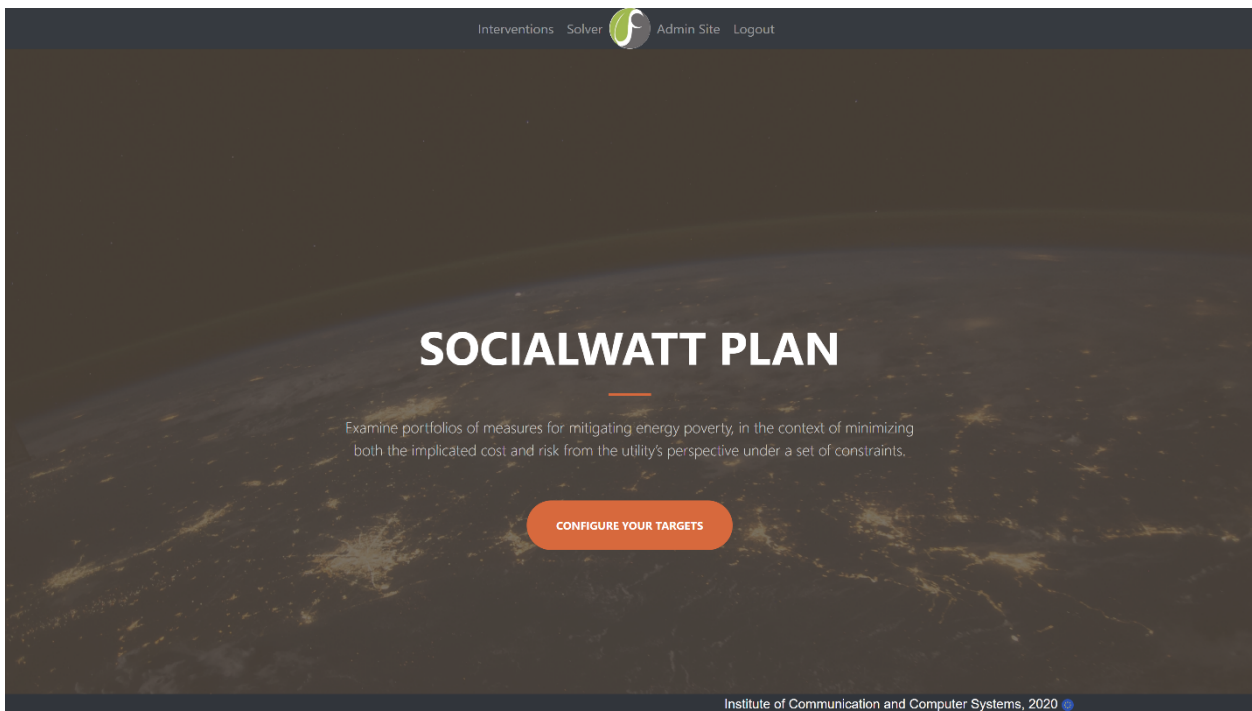 Interventions Solver Admin Site Logout
SOCIALWATT PLAN
Examine portfolios of measures for mitigating energy poverty, in the context of minimizing
both the implicated cost and risk from the utility's perspective under a set of constraints.
CONFIGURE YOUR TARGETS
Institute of Communication and Computer Systems, 2020